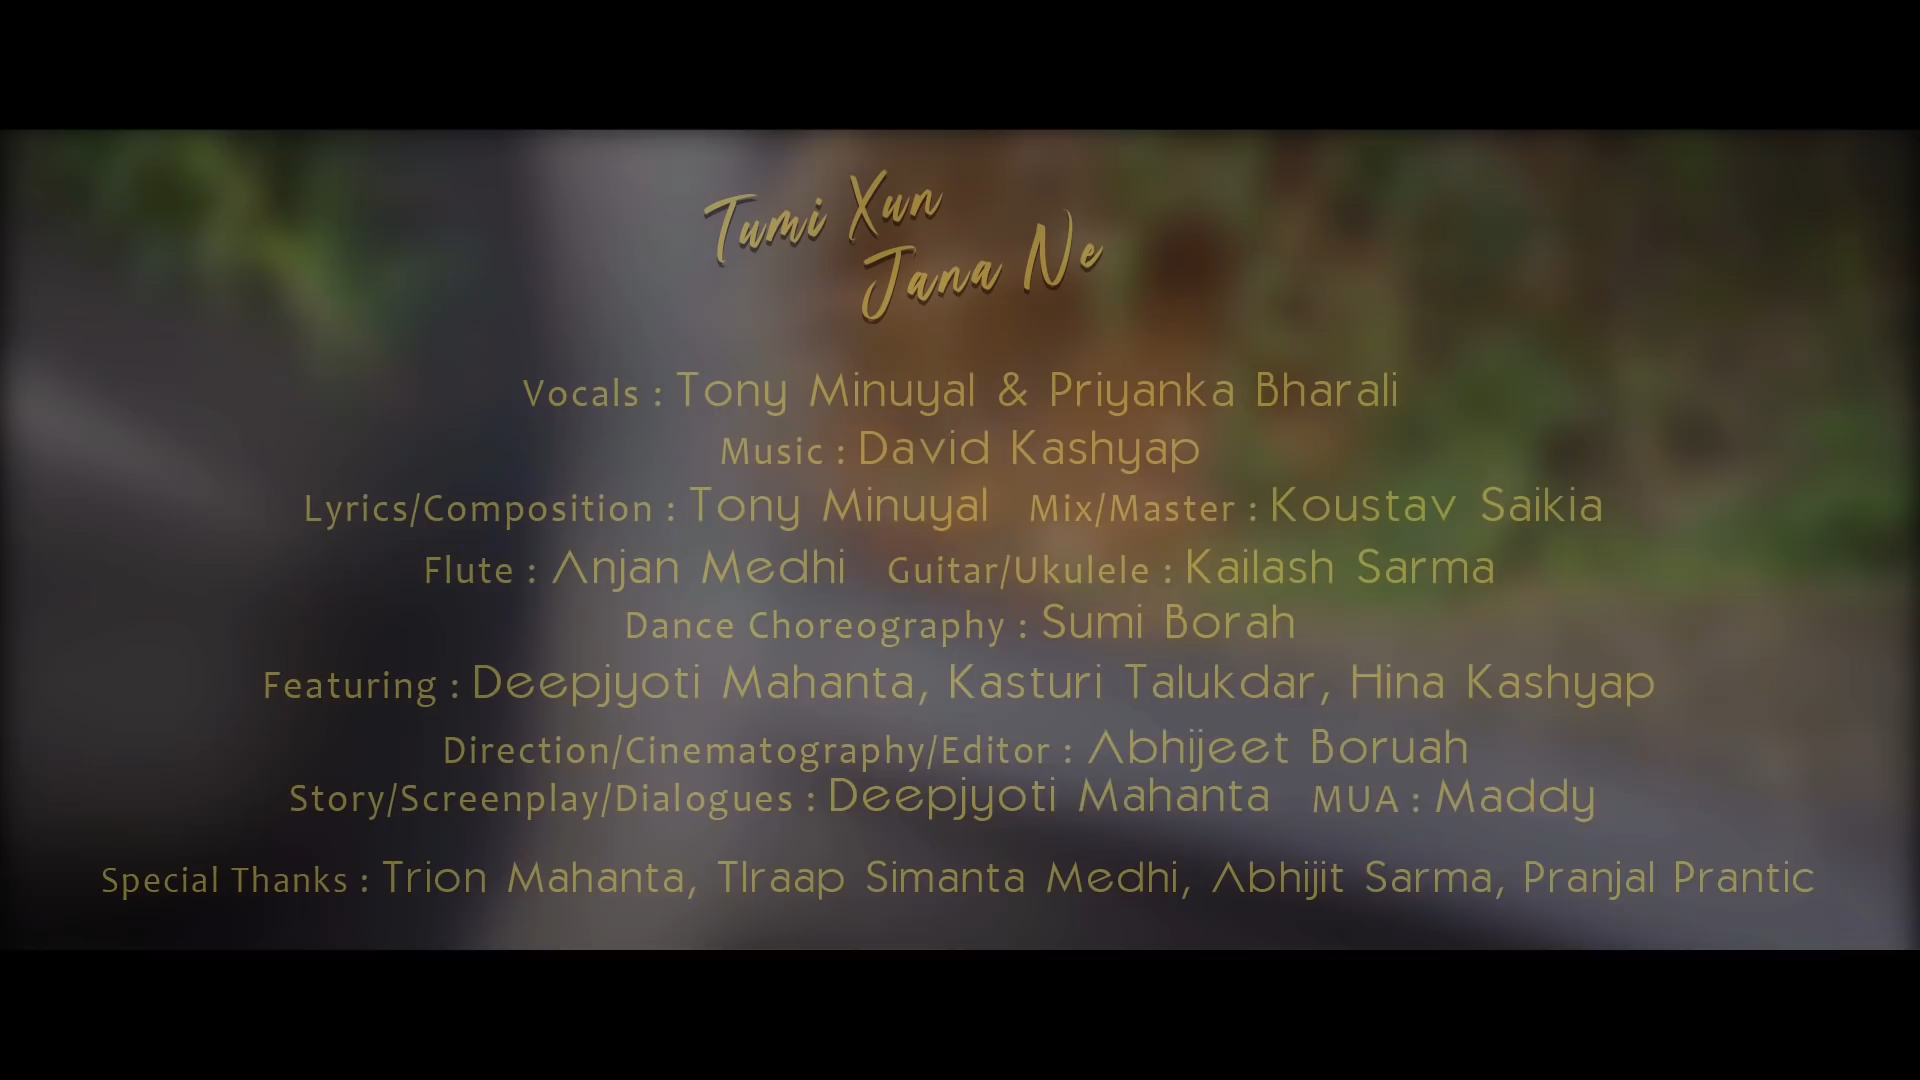 Tumi Xun
Jana Ne
Vocals : Tony Minuyal & Priyanka Bharali
Music : David Kashyap
Lyrics/Composition : Tony Minuyal Mix/Master : Koustav Saikia
Flute : Anjan Medhi Guitar/Ukulele : Kailash Sarma
Dance Choreography : Sumi Borah
Featuring : Deepjyoti Mahanta, Kasturi Talukdar, Hina Kashyap
Direction/Cinematography/Editor : Abhijeet Boruah
Story/Screenplay/Dialogues : Deepjyoti Mahanta MUA : Maddy
Special Thanks : Trion Mahanta, TIraap Simanta Medhi, Abhijit Sarma, Pranjal Prantic